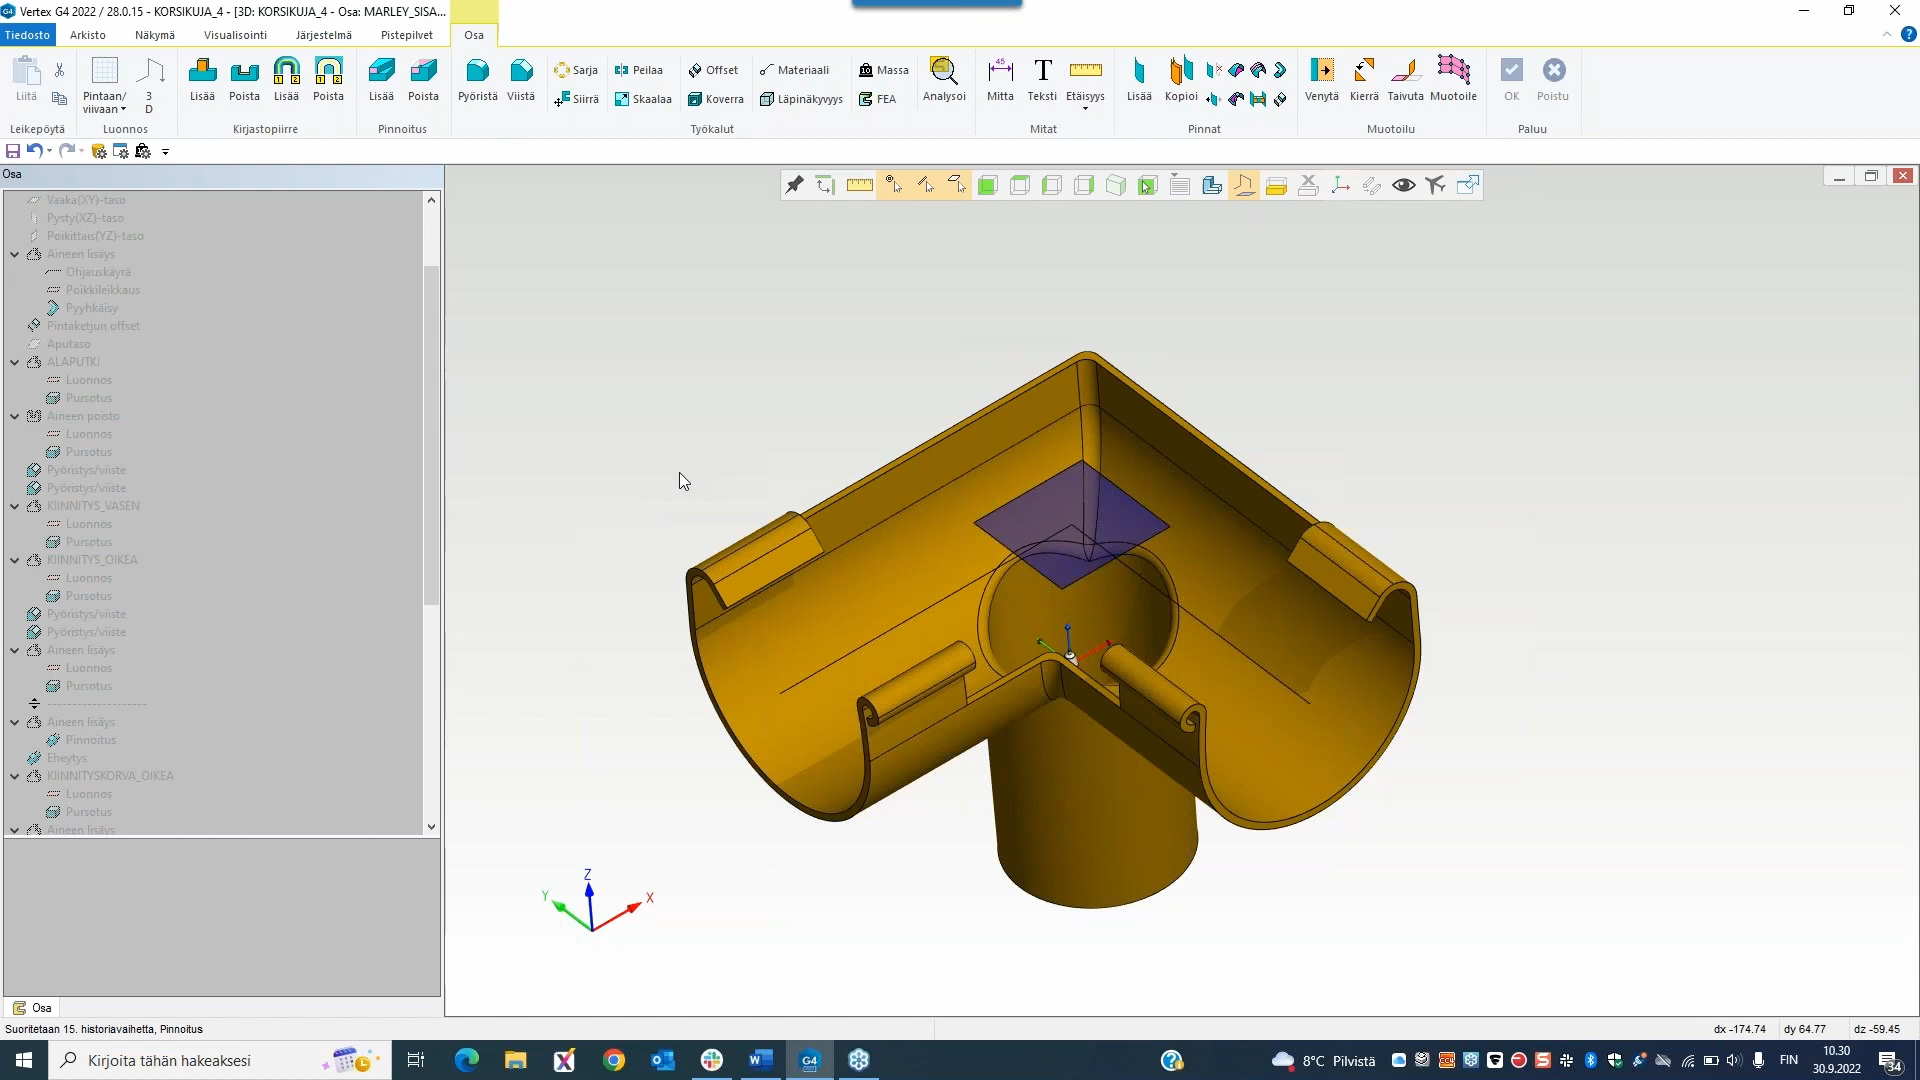 Vertex G4 2022 / 28.0.15 - KORSIKUJA_4 - [3D: KORSIKUJA_4 - Osa: MARLEY_SISA...
Tiedosto Arkisto Näkymä Visualisointi Järjestelmä Pistepilvet Osa
Liitä
Leikepöytä
Pintaan/
viivaan
3
D
Luonnos
Lisää Poista Lisää Poista
Kirjastopiirre
Lisää Poista
Pinnoitus
Pyöristä Viistä
Sarja Peilaa Offset Materiaali Massa
Siirrä Skaalaa Koverra Läpinäkyvyys FEA
Analysoi
Työkalut
Mitta Teksti Etäisyys
Mitat
Lisää Kopioi
Pinnat
Venytä Kierrä Taivuta Muotoile
Muotoilu
OK Poistu
Paluu
Osa
Vaaka(XY)-taso
Pysty(XZ)-taso
Poikittais(YZ)-taso
Aineen lisäys
Ohjauskäyrä
Poikkileikkaus
Pyyhkäisy
Pintaketjun offset
Aputaso
ALAPUTKI
Luonnos
Pursotus
Aineen poisto
Luonnos
Pursotus
Pyöristys/viiste
Pyöristys/viiste
KIINNITYS_VASEN
Luonnos
Pursotus
KIINNITYS_OIKEA
Luonnos
Pursotus
Pyöristys/viiste
Pyöristys/viiste
Aineen lisäys
Luonnos
Pursotus
--------------------
Aineen lisäys
Pinnoitus
Eheytys
KIINNITYSKORVA_OIKEA
Luonnos
Pursotus
Aineen lisäys
Z
Y
X
Osa
Suoritetaan 15. historiavaihetta, Pinnoitus
dx -174.74 dy 64.77 dz -59.45
Kirjoita tähän hakeaksesi
G4
8°C Pilvistä
FIN
10.30
30.9.2022
34